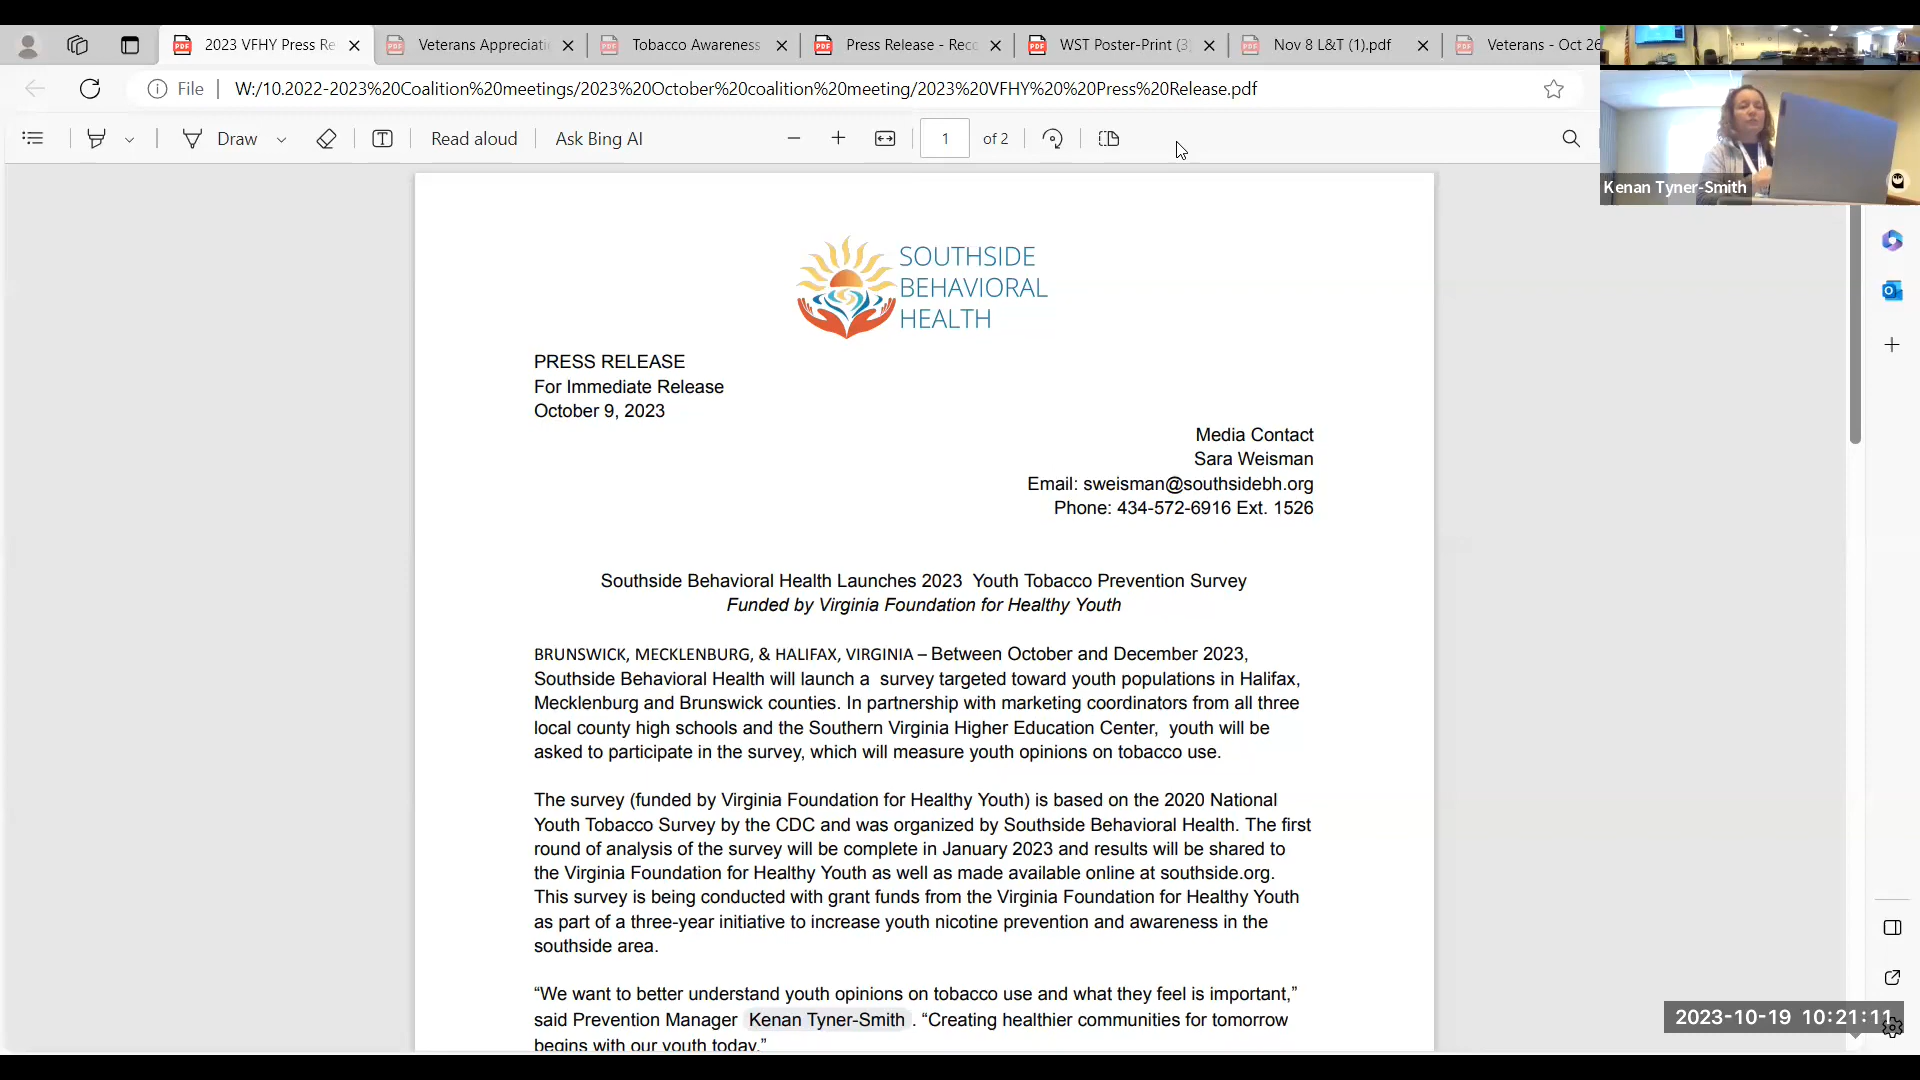 2023 VFHY Press Re
Veterans Appreciati
Tobacco Awareness
Press Release - Rec
WST Poster-Print (3)
Nov 8 L&T (1).pdf
Veterans - Oct 26
File
W:/10.2022-2023%20Coalition%20meetings/2023%20October%20coalition%20meeting/2023%20VFHY%20%20Press%20Release.pdf
Draw
Read aloud
Ask Bing AI
1
of 2
Kenan Tyner-Smith
SOUTHSIDE
BEHAVIORAL
HEALTH
PRESS RELEASE
For Immediate Release
October 9, 2023
Media Contact
Sara Weisman
Email: sweisman@southsidebh.org
Phone: 434-572-6916 Ext. 1526
Southside Behavioral Health Launches 2023 Youth Tobacco Prevention Survey
Funded by Virginia Foundation for Healthy Youth
BRUNSWICK, MECKLENBURG, & HALIFAX, VIRGINIA – Between October and December 2023,
Southside Behavioral Health will launch a survey targeted toward youth populations in Halifax,
Mecklenburg and Brunswick counties. In partnership with marketing coordinators from all three
local county high schools and the Southern Virginia Higher Education Center, youth will be
asked to participate in the survey, which will measure youth opinions on tobacco use.
The survey (funded by Virginia Foundation for Healthy Youth) is based on the 2020 National
Youth Tobacco Survey by the CDC and was organized by Southside Behavioral Health. The first
round of analysis of the survey will be complete in January 2023 and results will be shared to
the Virginia Foundation for Healthy Youth as well as made available online at southside.org.
This survey is being conducted with grant funds from the Virginia Foundation for Healthy Youth
as part of a three-year initiative to increase youth nicotine prevention and awareness in the
southside area.
“We want to better understand youth opinions on tobacco use and what they feel is important,”
said Prevention Manager Kenan Tyner-Smith . “Creating healthier communities for tomorrow
begins with our youth today.”
2023-10-19 10:21:11